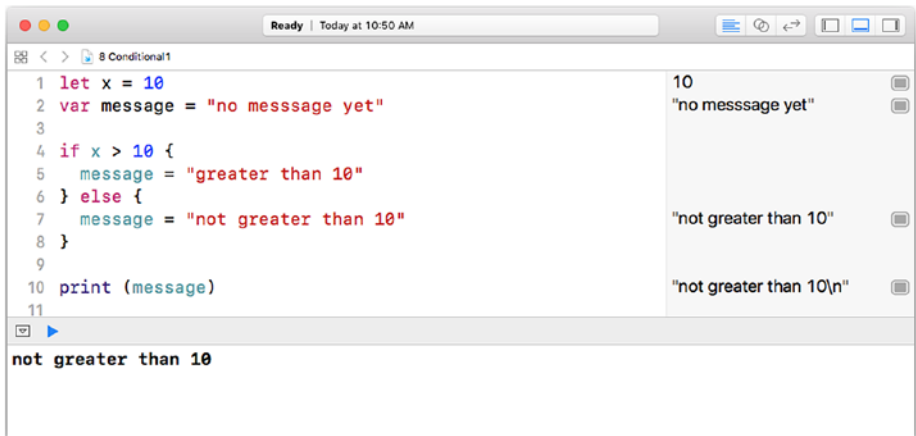 Ready | Today at 10:50 AM
8 Conditional1
1 let x = 10 10
2 var message = "no messsage yet" "no messsage yet"
3
4 if x > 10 {
5 message = "greater than 10"
6 } else {
7 message = "not greater than 10" "not greater than 10"
8 }
9
10 print (message) "not greater than 10\n"
11
not greater than 10